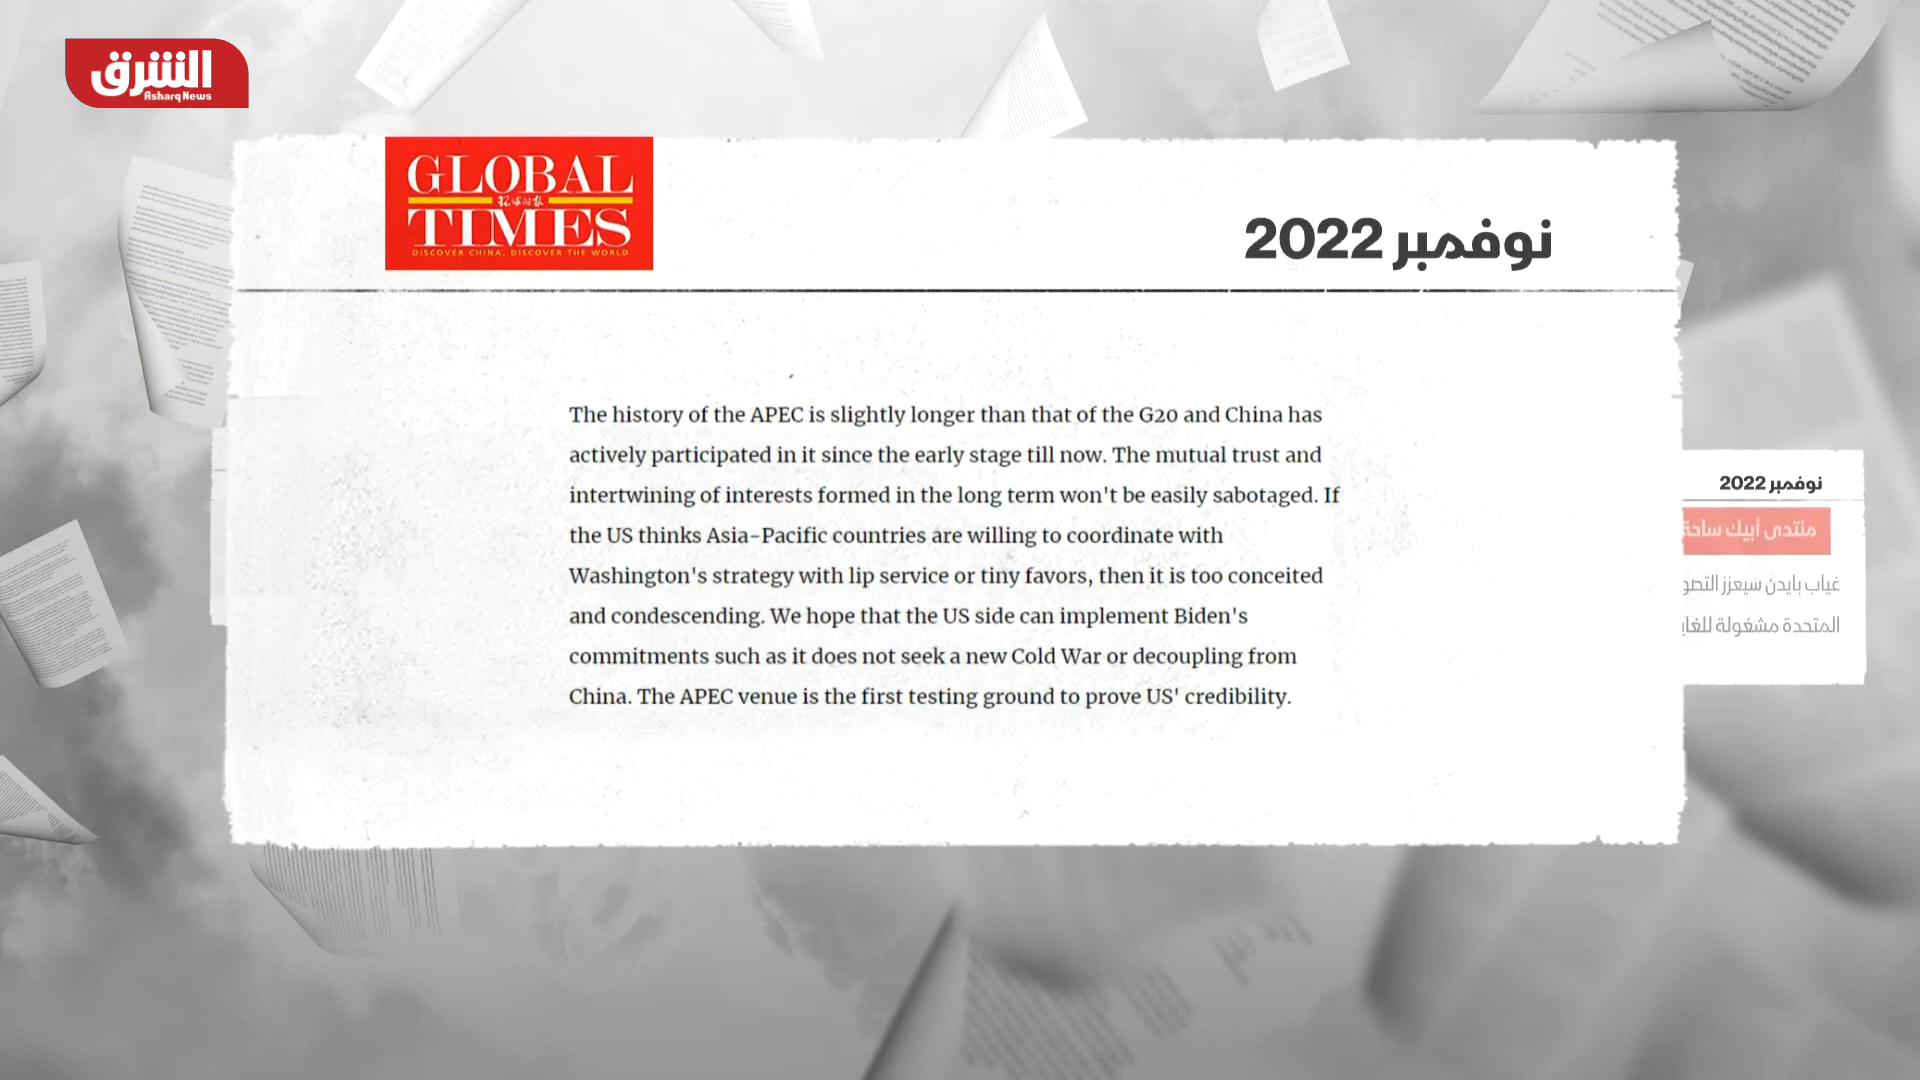 الشرق
Asharq News
GLOBAL
环球时报
TIMES
DISCOVER CHINA, DISCOVER THE WORLD
نوفمبر 2022
The history of the APEC is slightly longer than that of the G20 and China has
actively participated in it since the early stage till now. The mutual trust and
intertwining of interests formed in the long term won't be easily sabotaged. If
the US thinks Asia-Pacific countries are willing to coordinate with
Washington's strategy with lip service or tiny favors, then it is too conceited
and condescending. We hope that the US side can implement Biden's
commitments such as it does not seek a new Cold War or decoupling from
China. The APEC venue is the first testing ground to prove US' credibility.
نوفمبر 2022
منتدى أبيك ساحة
غياب بايدن سيعزز
المتحدة مشغولة